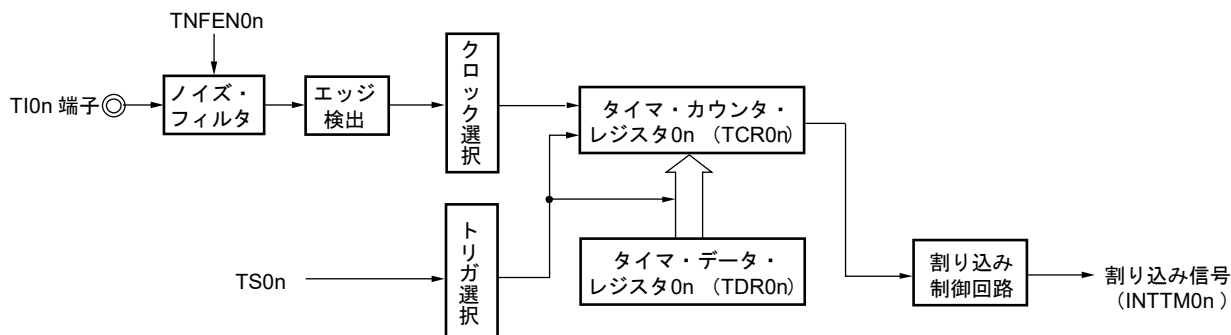 TNFEN0n
TI0n 端子
ノイズ・
フィルタ
エッジ
検出
クロック選択
タイマ・カウンタ・
レジスタ0n (TCR0n)
TS0n
トリガ選択
タイマ・データ・
レジスタ0n (TDR0n)
割り込み
制御回路
割り込み信号
(INTTM0n )